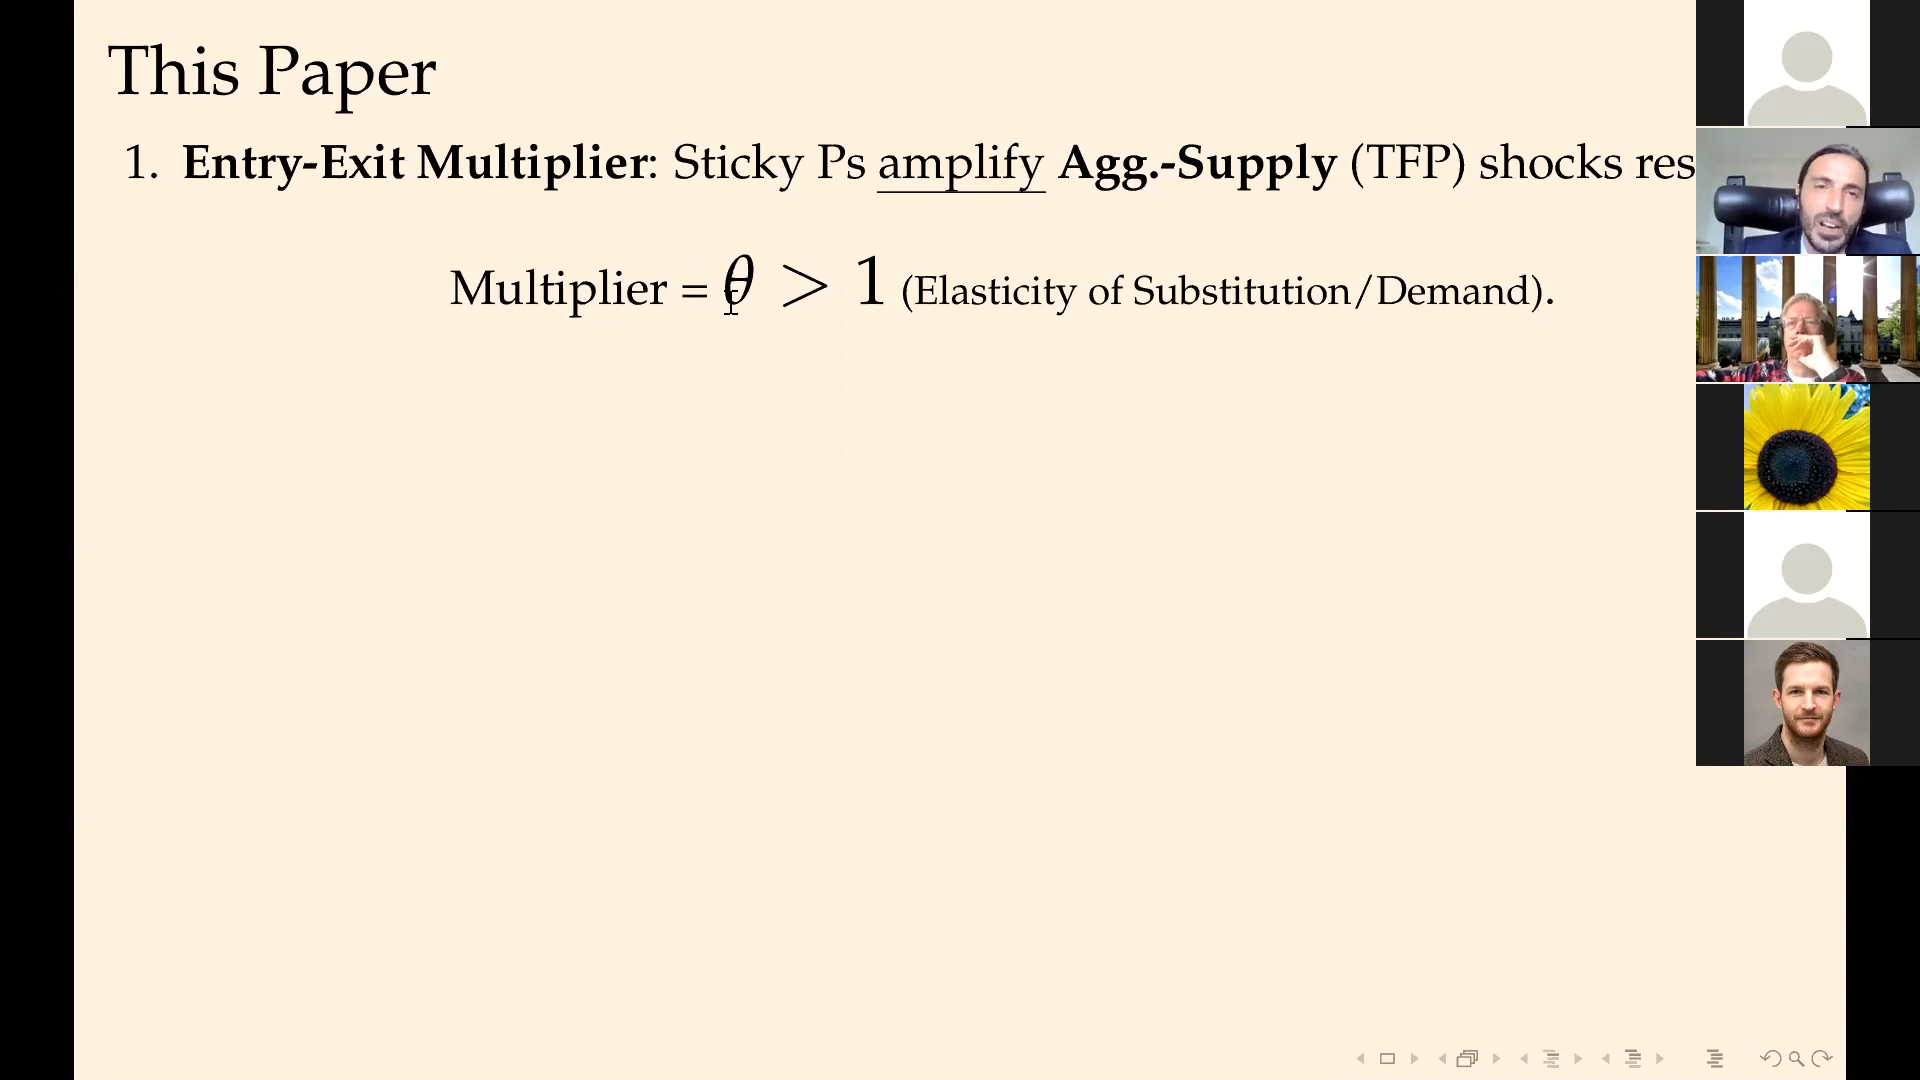 This Paper
1. Entry-Exit Multiplier: Sticky Ps amplify Agg.-Supply (TFP) shocks res
Multiplier = θ > 1 (Elasticity of Substitution/Demand).